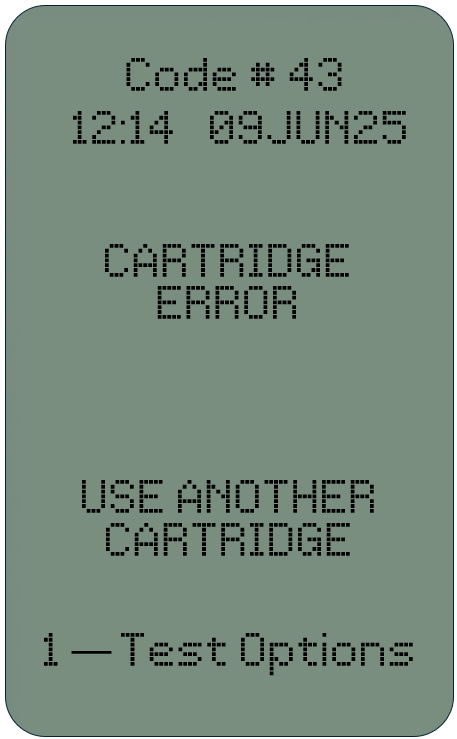 Code # 43
12:14 09JUN25
CARTRIDGE
ERROR
USE ANOTHER
CARTRIDGE
1 — Test Options